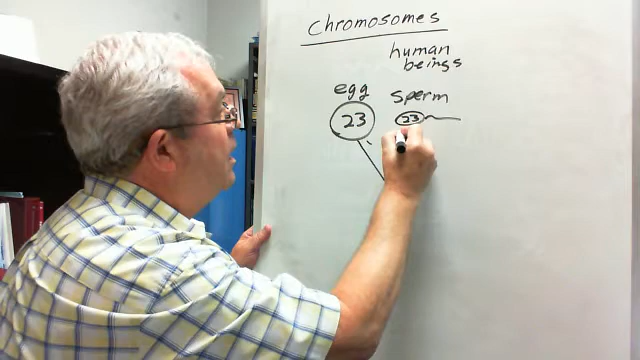 chromosomes
human
beings
egg
sperm
23
23